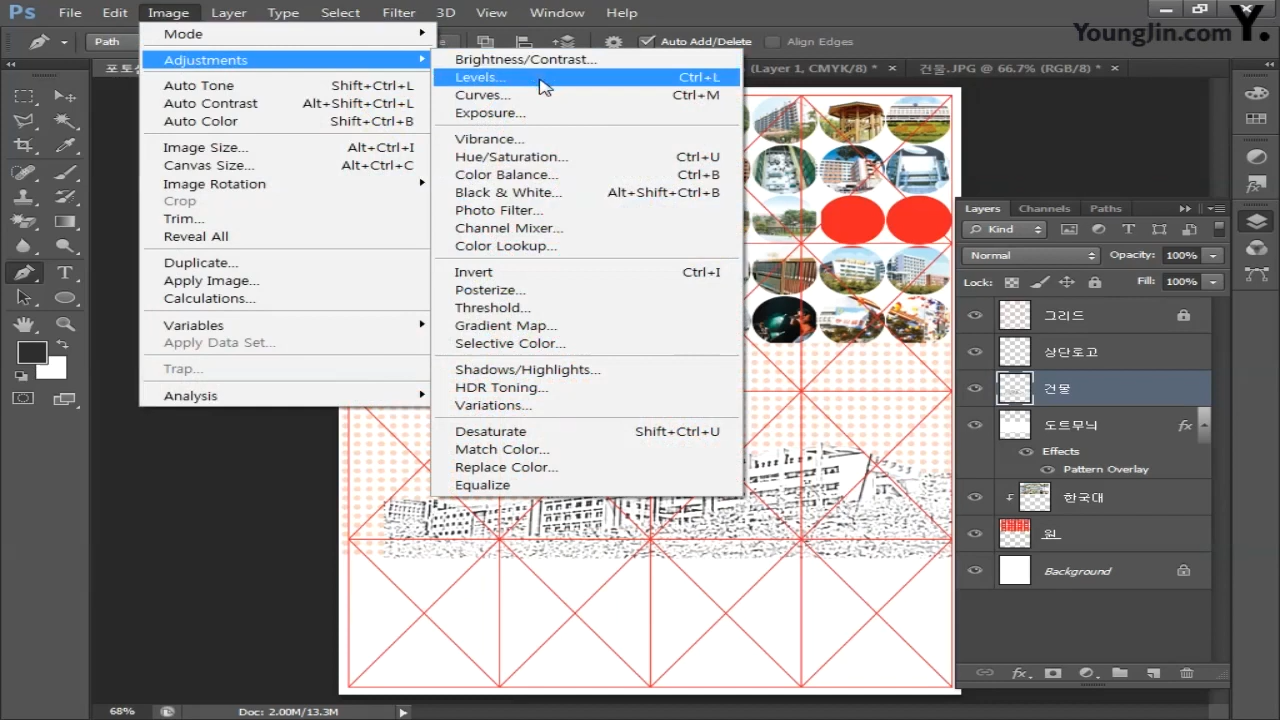 Ps File Edit Image Layer Type Select Filter 3D View Window Help
YoungJin.com Y.
Path Auto Add/Delete Align Edges
포토 (Layer 1, CMYK/8) * × 건물.JPG @ 66.7% (RGB/8) * ×
Mode
Adjustments
Auto Tone Shift+Ctrl+L
Auto Contrast Alt+Shift+Ctrl+L
Auto Color Shift+Ctrl+B
Image Size... Alt+Ctrl+I
Canvas Size... Alt+Ctrl+C
Image Rotation
Crop
Trim...
Reveal All
Duplicate...
Apply Image...
Calculations...
Variables
Apply Data Set...
Trap...
Analysis
Brightness/Contrast...
Levels... Ctrl+L
Curves... Ctrl+M
Exposure...
Vibrance...
Hue/Saturation... Ctrl+U
Color Balance... Ctrl+B
Black & White... Alt+Shift+Ctrl+B
Photo Filter...
Channel Mixer...
Color Lookup...
Invert Ctrl+I
Posterize...
Threshold...
Gradient Map...
Selective Color...
Shadows/Highlights...
HDR Toning...
Variations...
Desaturate Shift+Ctrl+U
Match Color...
Replace Color...
Equalize
Layers Channels Paths
Kind
Normal Opacity: 100%
Lock: Fill: 100%
그리드
상단로고
건물
도트무늬 fx
Effects
Pattern Overlay
한국대
원
Background
fx
68% Doc: 2.00M/13.3M